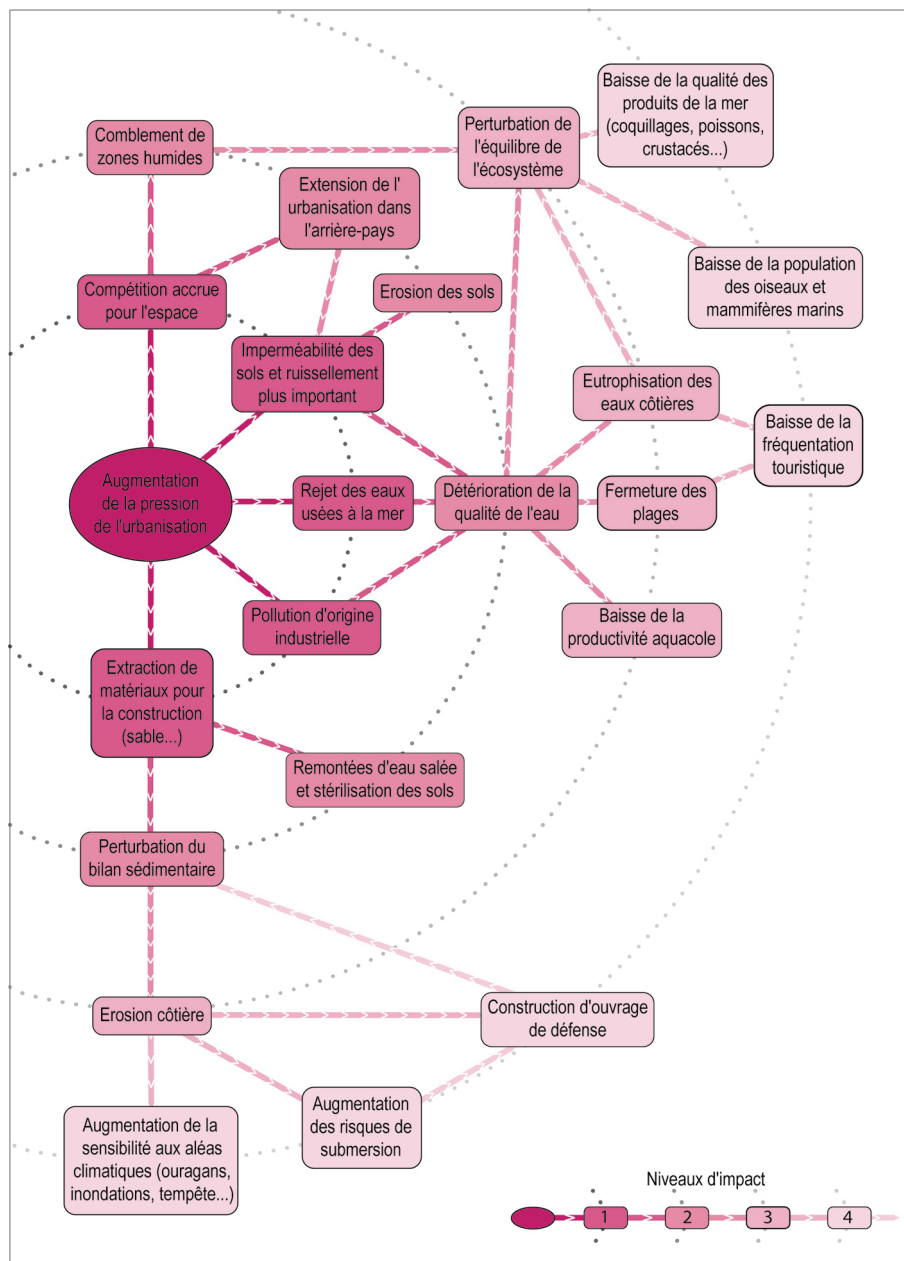 Baisse de la qualité des
produits de la mer
(coquillages, poissons,
crustacés...)
Comblement de
zones humides
Perturbation de
l'équilibre de
l'écosystème
Extension de l'
urbanisation dans
l'arrière-pays
Baisse de la population
des oiseaux et
mammifères marins
Compétition accrue
pour l'espace
Erosion des sols
Imperméabilité des
sols et ruissellement
plus important
Eutrophisation des
eaux côtières
Baisse de la
fréquentation
touristique
Augmentation
de la pression
de l'urbanisation
Rejet des eaux
usées à la mer
Détérioration de la
qualité de l'eau
Fermeture des
plages
Pollution d'origine
industrielle
Baisse de la
productivité aquacole
Extraction de
matériaux pour
la construction
(sable...)
Remontées d'eau salée
et stérilisation des sols
Perturbation du
bilan sédimentaire
Erosion côtière
Construction d'ouvrage
de défense
Augmentation de la
sensibilité aux aléas
climatiques (ouragans,
inondations, tempête...)
Augmentation
des risques de
submersion
Niveaux d'impact
1 2 3 4